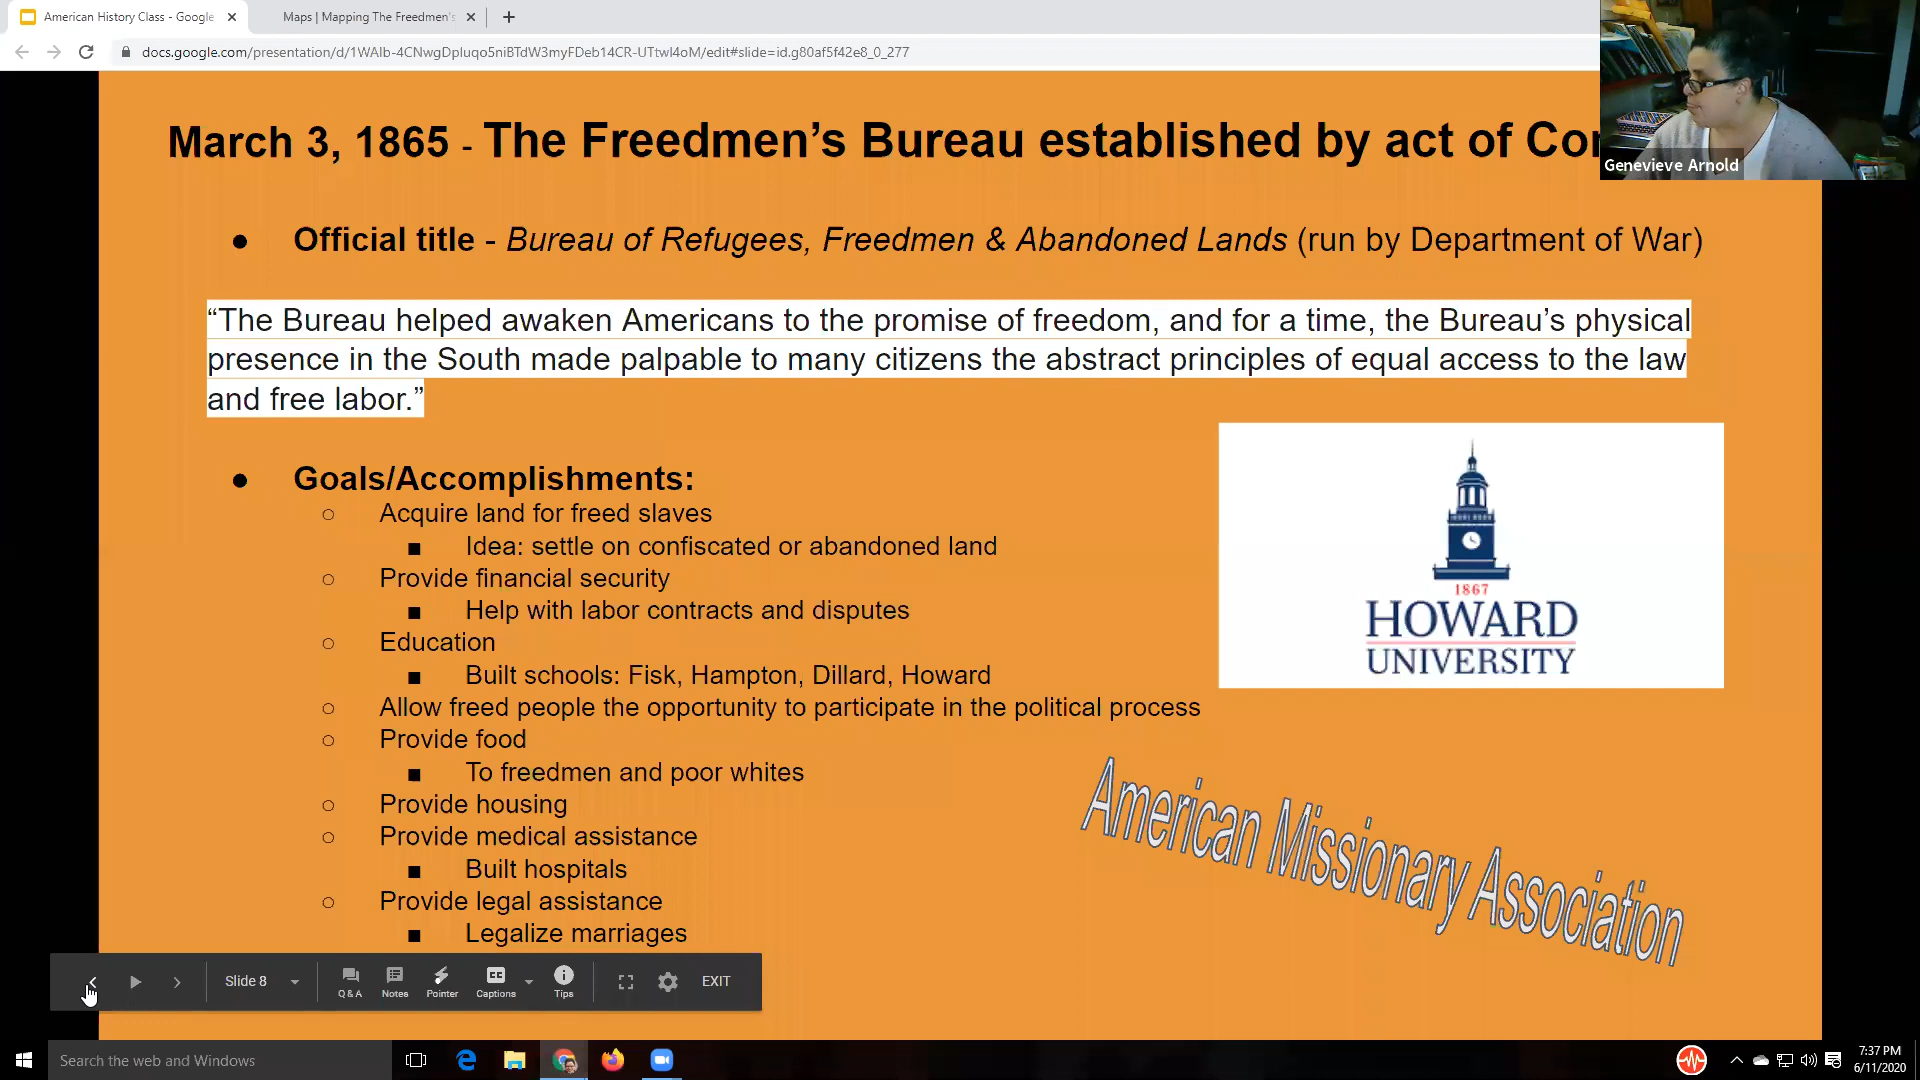 American History Class - Google
Maps | Mapping The Freedmen's
docs.google.com/presentation/d/1WAlb-4CNwgDpluqo5niBTdW3myFDeb14CR-UTtwl4oM/edit#slide=id.g80af5f42e8_0_277
March 3, 1865 - The Freedmen’s Bureau established by act of Con
Genevieve Arnold
● Official title - Bureau of Refugees, Freedmen & Abandoned Lands (run by Department of War)
“The Bureau helped awaken Americans to the promise of freedom, and for a time, the Bureau’s physical
presence in the South made palpable to many citizens the abstract principles of equal access to the law
and free labor.”
● Goals/Accomplishments:
○ Acquire land for freed slaves
■ Idea: settle on confiscated or abandoned land
○ Provide financial security
■ Help with labor contracts and disputes
○ Education
■ Built schools: Fisk, Hampton, Dillard, Howard
○ Allow freed people the opportunity to participate in the political process
○ Provide food
■ To freedmen and poor whites
○ Provide housing
○ Provide medical assistance
■ Built hospitals
○ Provide legal assistance
■ Legalize marriages
1867
HOWARD
UNIVERSITY
American Missionary Association
Slide 8
Q & A
Notes
Pointer
CC
Captions
Tips
EXIT
Search the web and Windows
7:37 PM
6/11/2020